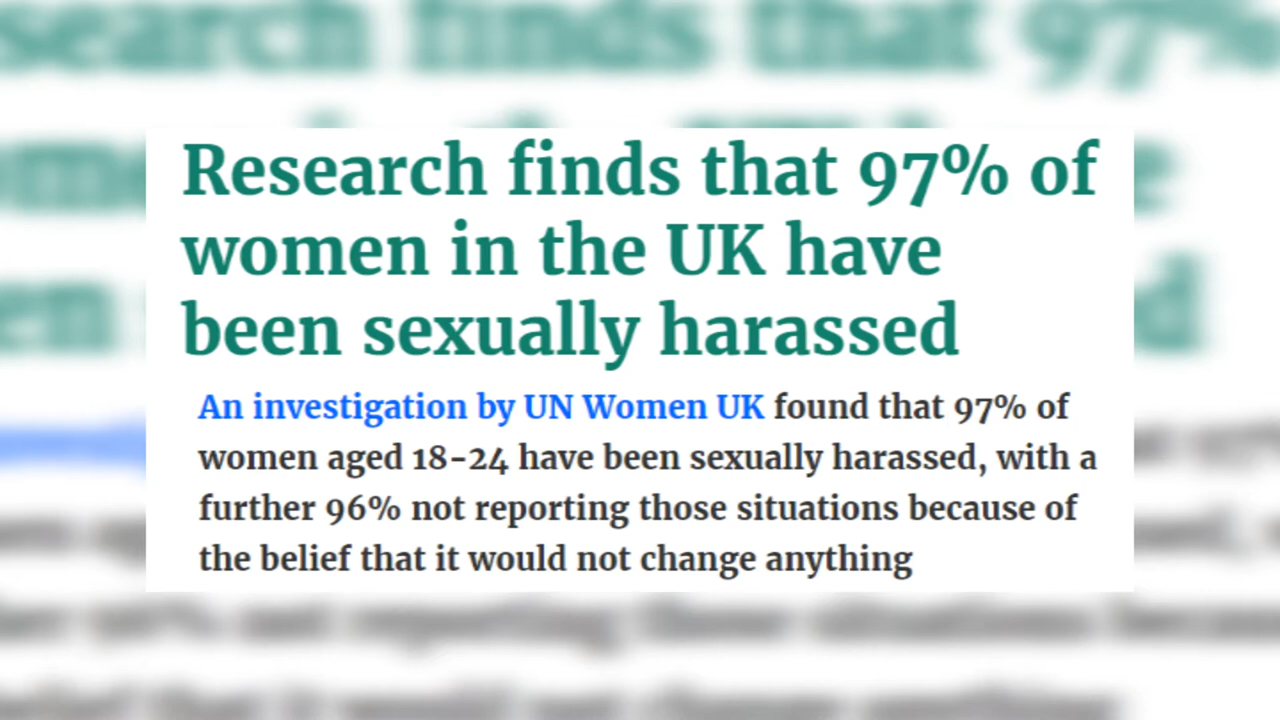 Research finds that 97% of
women in the UK have
been sexually harassed
An investigation by UN Women UK found that 97% of
women aged 18-24 have been sexually harassed, with a
further 96% not reporting those situations because of
the belief that it would not change anything